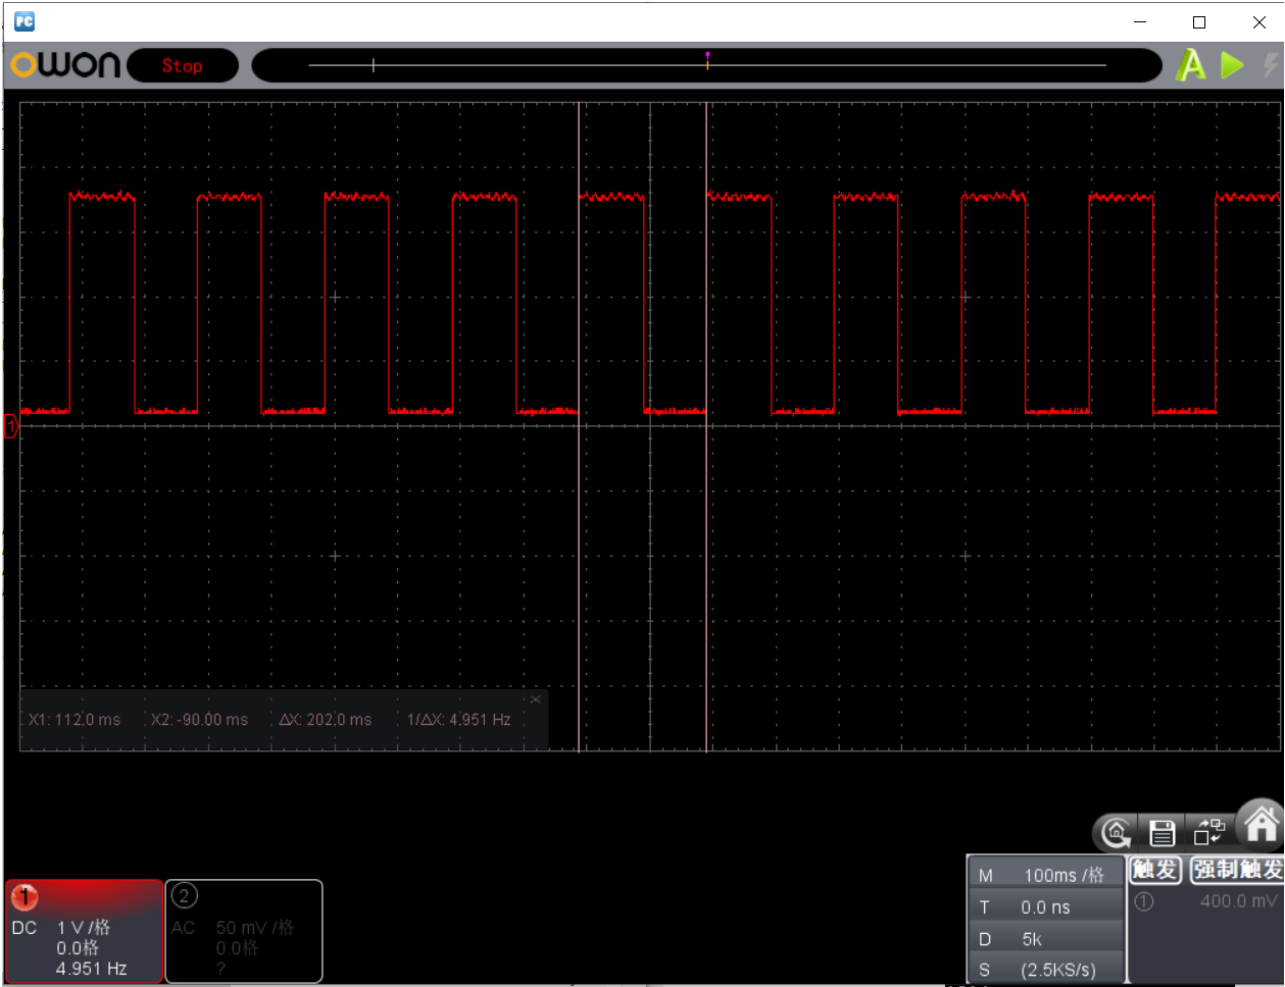 PC
OWON
Stop
A
1
X1: 112.0 ms X2: -90.00 ms ΔX: 202.0 ms 1/ΔX: 4.951 Hz
1
DC 1 V /格
0.0格
4.951 Hz
2
AC 50 mV /格
0.0格
?
M 100ms /格
T 0.0 ns
D 5k
S (2.5KS/s)
触发 强制触发
① 400.0 mV